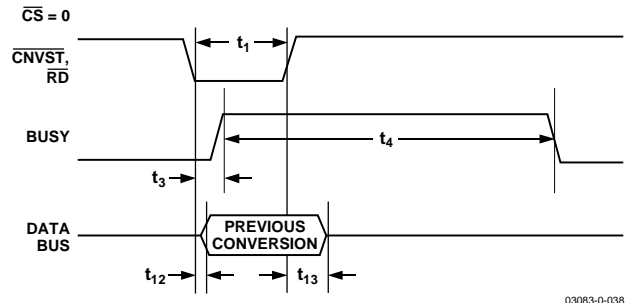 CS = 0
CNVST,
RD
t1
BUSY
t4
t3
DATA
BUS
PREVIOUS
CONVERSION
t12
t13
03083-0-038